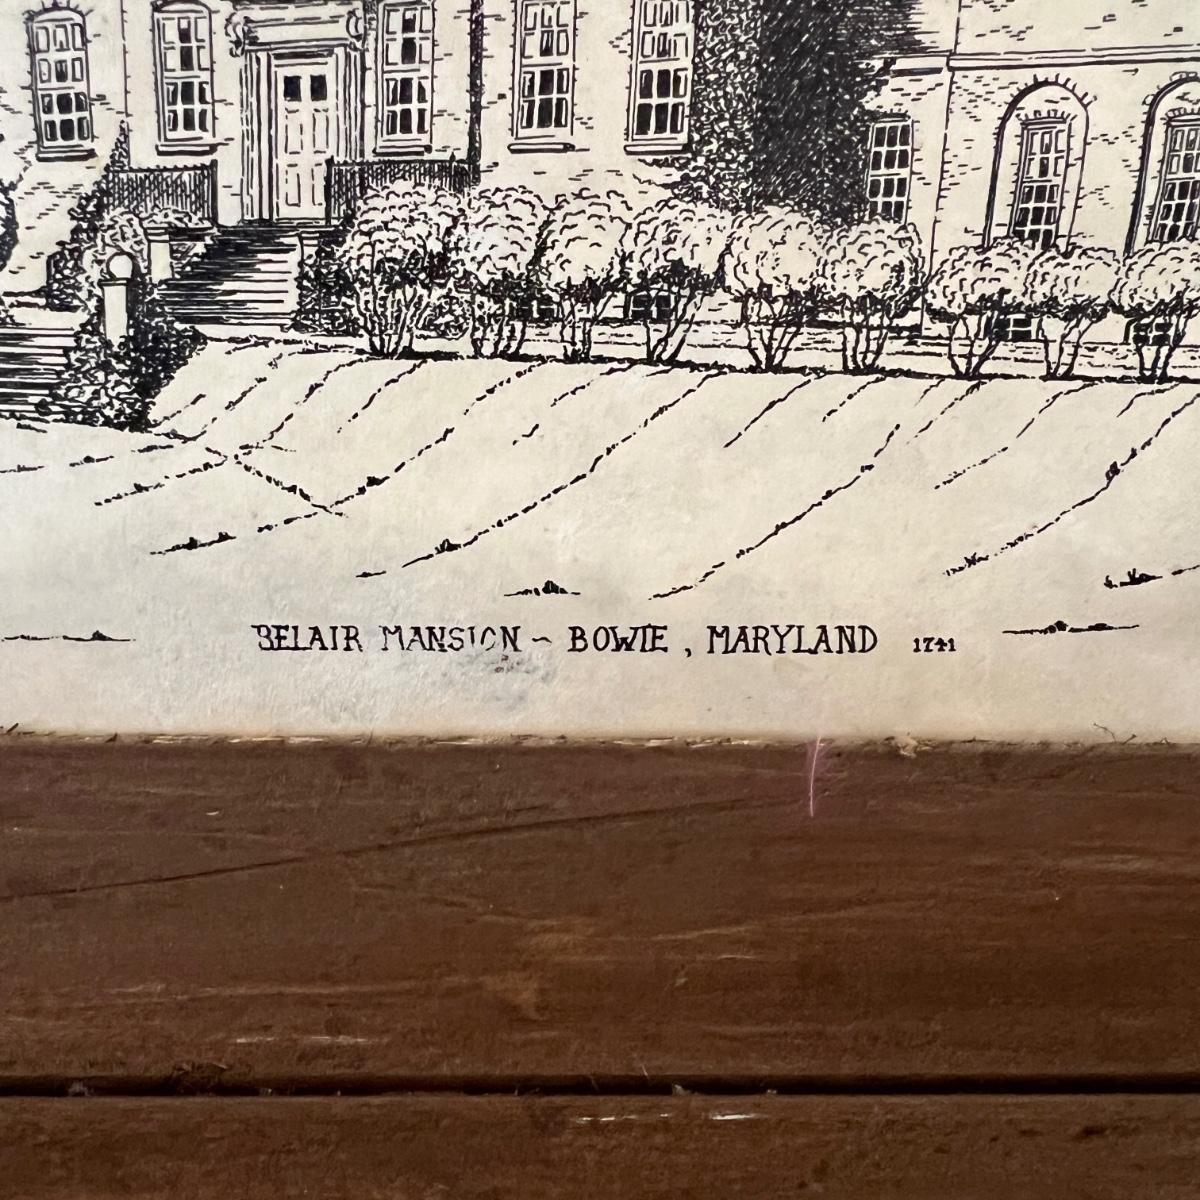 BELAIR MANSION ~ BOWIE, MARYLAND 1741